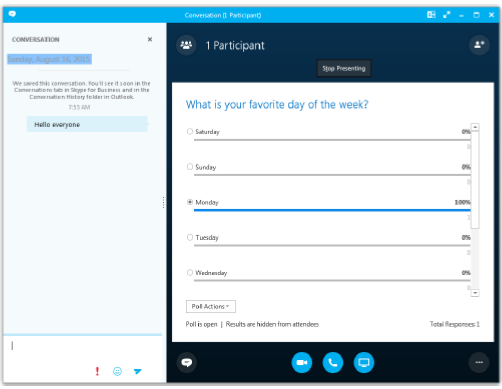 Conversation (1 Participant)
CONVERSATION
Sunday, August 16, 2015
We saved this conversation. You'll see it soon in the
Conversations tab in Skype for Business and in the
Conversation History folder in Outlook.
7:55 AM
Hello everyone
1 Participant
Stop Presenting
What is your favorite day of the week?
Saturday 0%
0
Sunday 0%
0
Monday 100%
1
Tuesday 0%
0
Wednesday 0%
0
Poll Actions
Poll is open | Results are hidden from attendees Total Responses: 1